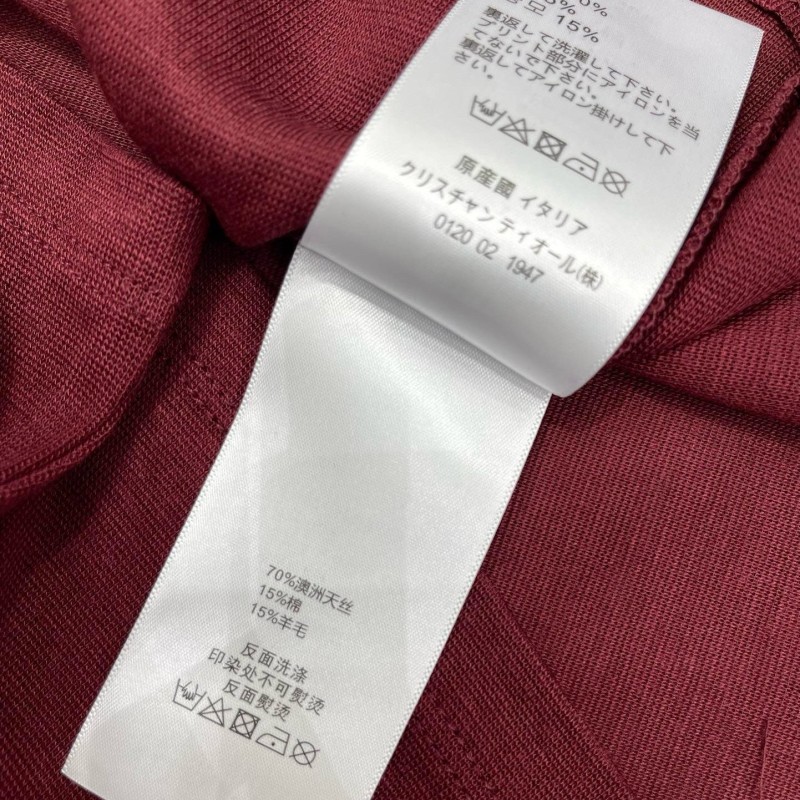 15%
裏返して洗濯して下さい。
プリント部分にアイロンを当
てないで下さい。
裏返してアイロン掛けして下
さい。
原産國 イタリア
クリスチャンディオール(株)
0120 02 1947
70%澳洲天丝
15%棉
15%羊毛
反面洗涤
印染处不可熨烫
反面熨烫